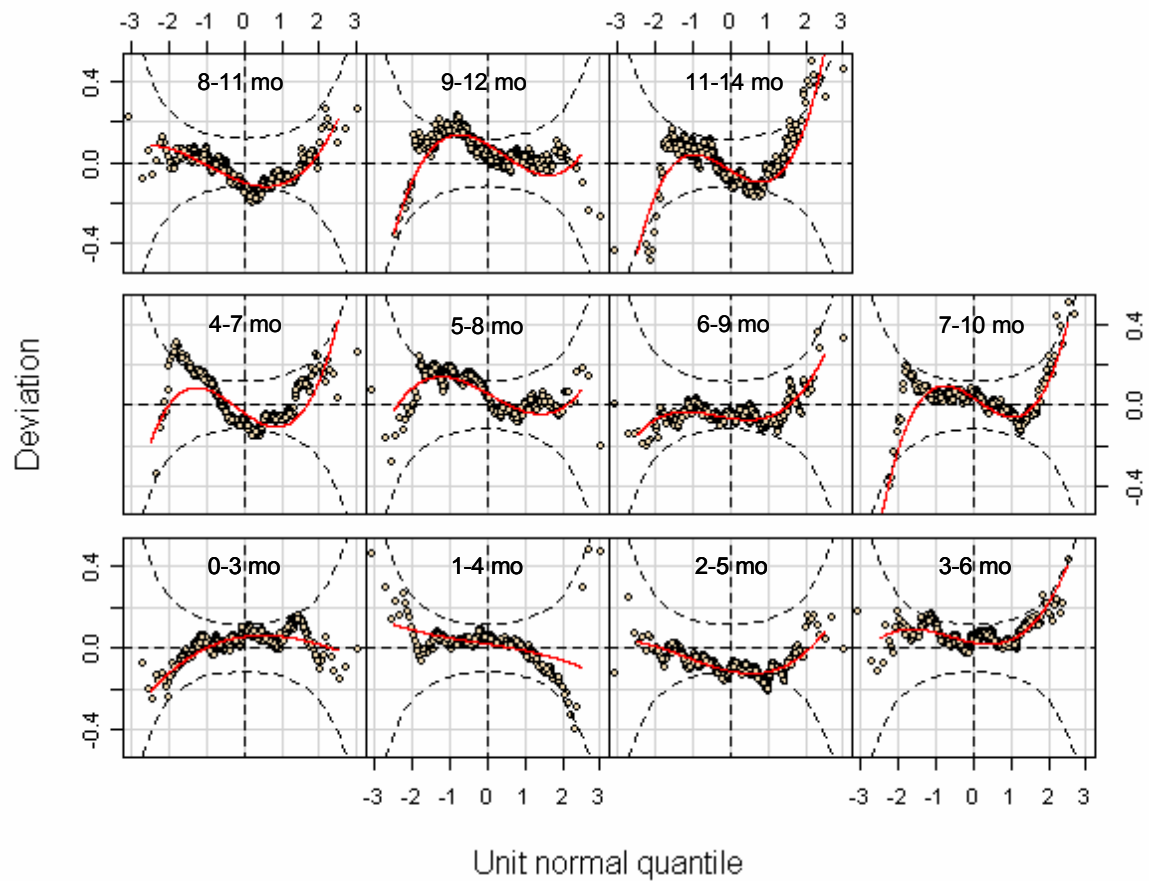 -3 -2 -1 0 1 2 3
-3 -2 -1 0 1 2 3
8-11 mo
9-12 mo
11-14 mo
0.4
0.0
-0.4
4-7 mo
5-8 mo
6-9 mo
7-10 mo
0.4
0.0
-0.4
Deviation
0-3 mo
1-4 mo
2-5 mo
3-6 mo
0.4
0.0
-0.4
-3 -2 -1 0 1 2 3
-3 -2 -1 0 1 2 3
Unit normal quantile